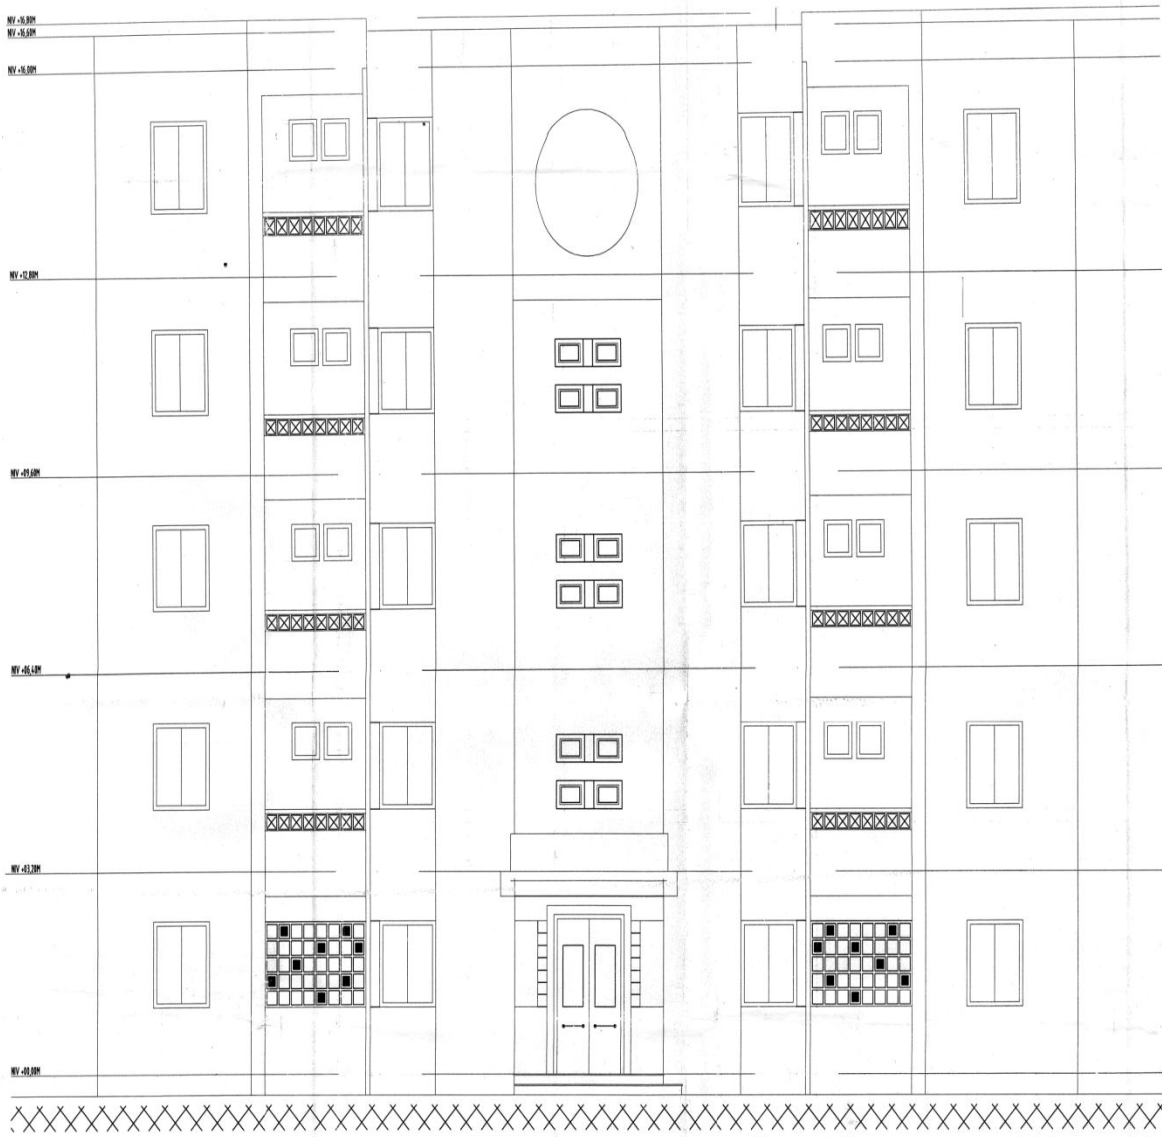 NIV +16,80M
NIV +16,60M
NIV +16,00M
NIV +12,80M
NIV +09,60M
NIV +06,40M
NIV +03,20M
NIV +00,00M